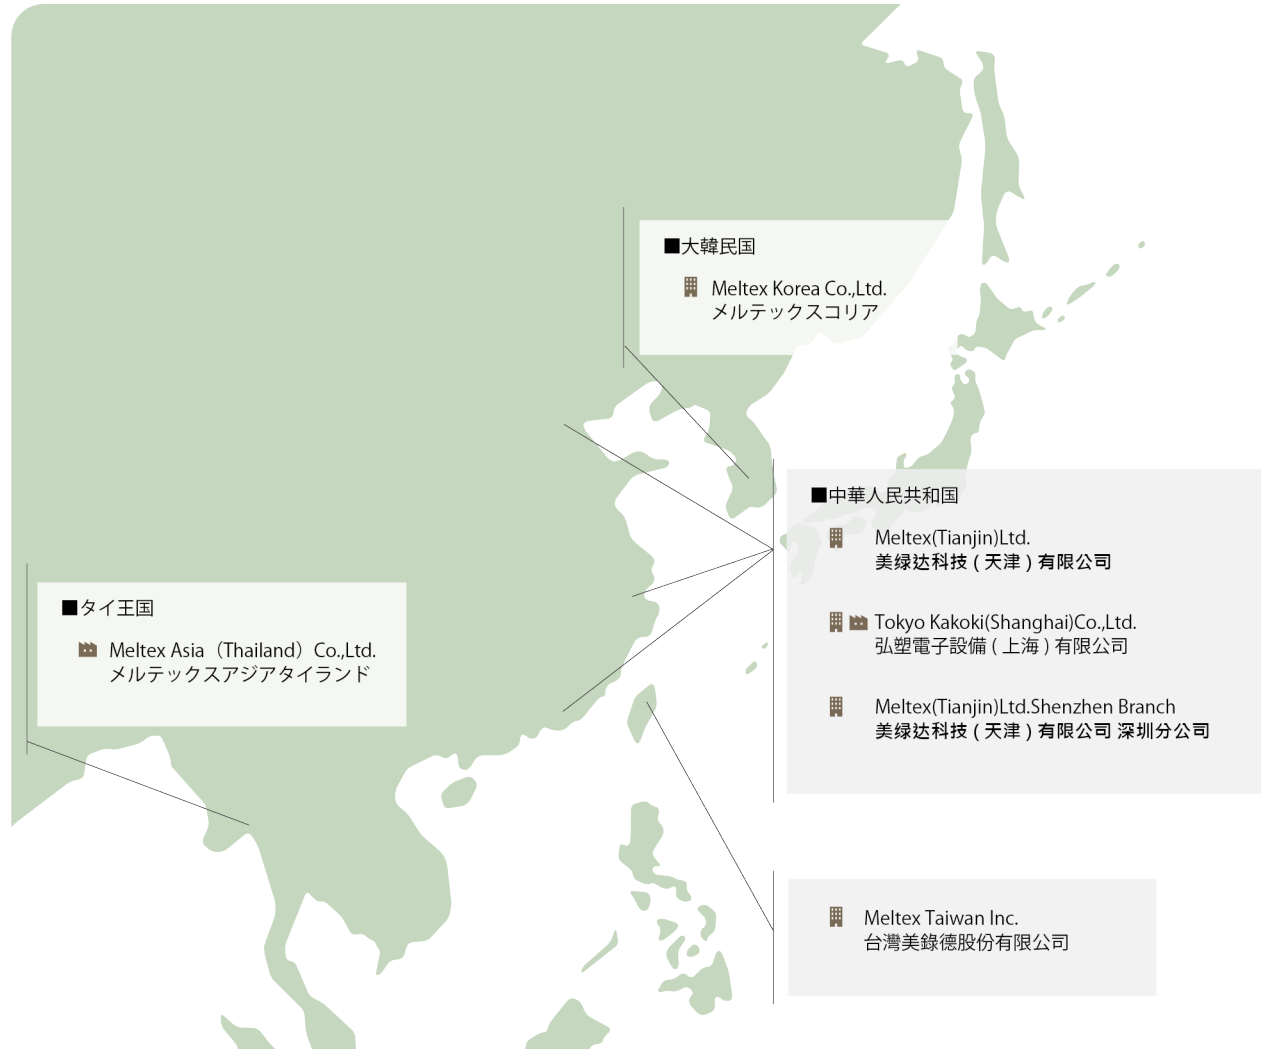 ■大韓民国
Meltex Korea Co.,Ltd.
メルテックスコリア
■中華人民共和国
Meltex(Tianjin)Ltd.
美绿达科技 ( 天津 ) 有限公司
Tokyo Kakoki(Shanghai)Co.,Ltd.
弘塑電子設備 ( 上海 ) 有限公司
Meltex(Tianjin)Ltd.Shenzhen Branch
美绿达科技 ( 天津 ) 有限公司 深圳分公司
■タイ王国
Meltex Asia（Thailand）Co.,Ltd.
メルテックスアジアタイランド
Meltex Taiwan Inc.
台灣美錄德股份有限公司